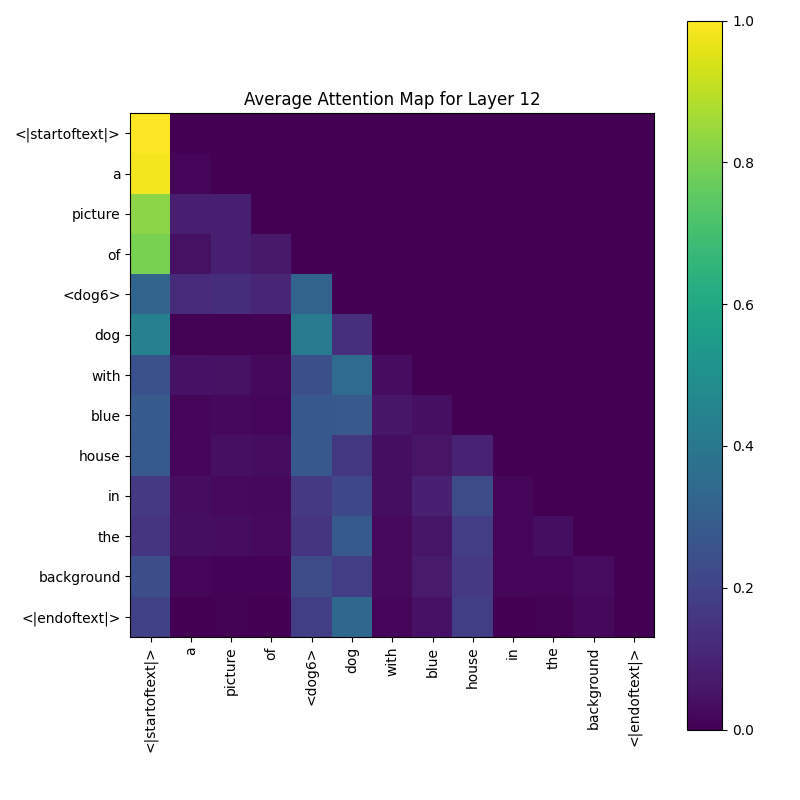 Average Attention Map for Layer 12
<|startoftext|>
a
picture
of
<dog6>
dog
with
blue
house
in
the
background
<|endoftext|>
<|startoftext|>
a
picture
of
<dog6>
dog
with
blue
house
in
the
background
<|endoftext|>
1.0
0.8
0.6
0.4
0.2
0.0